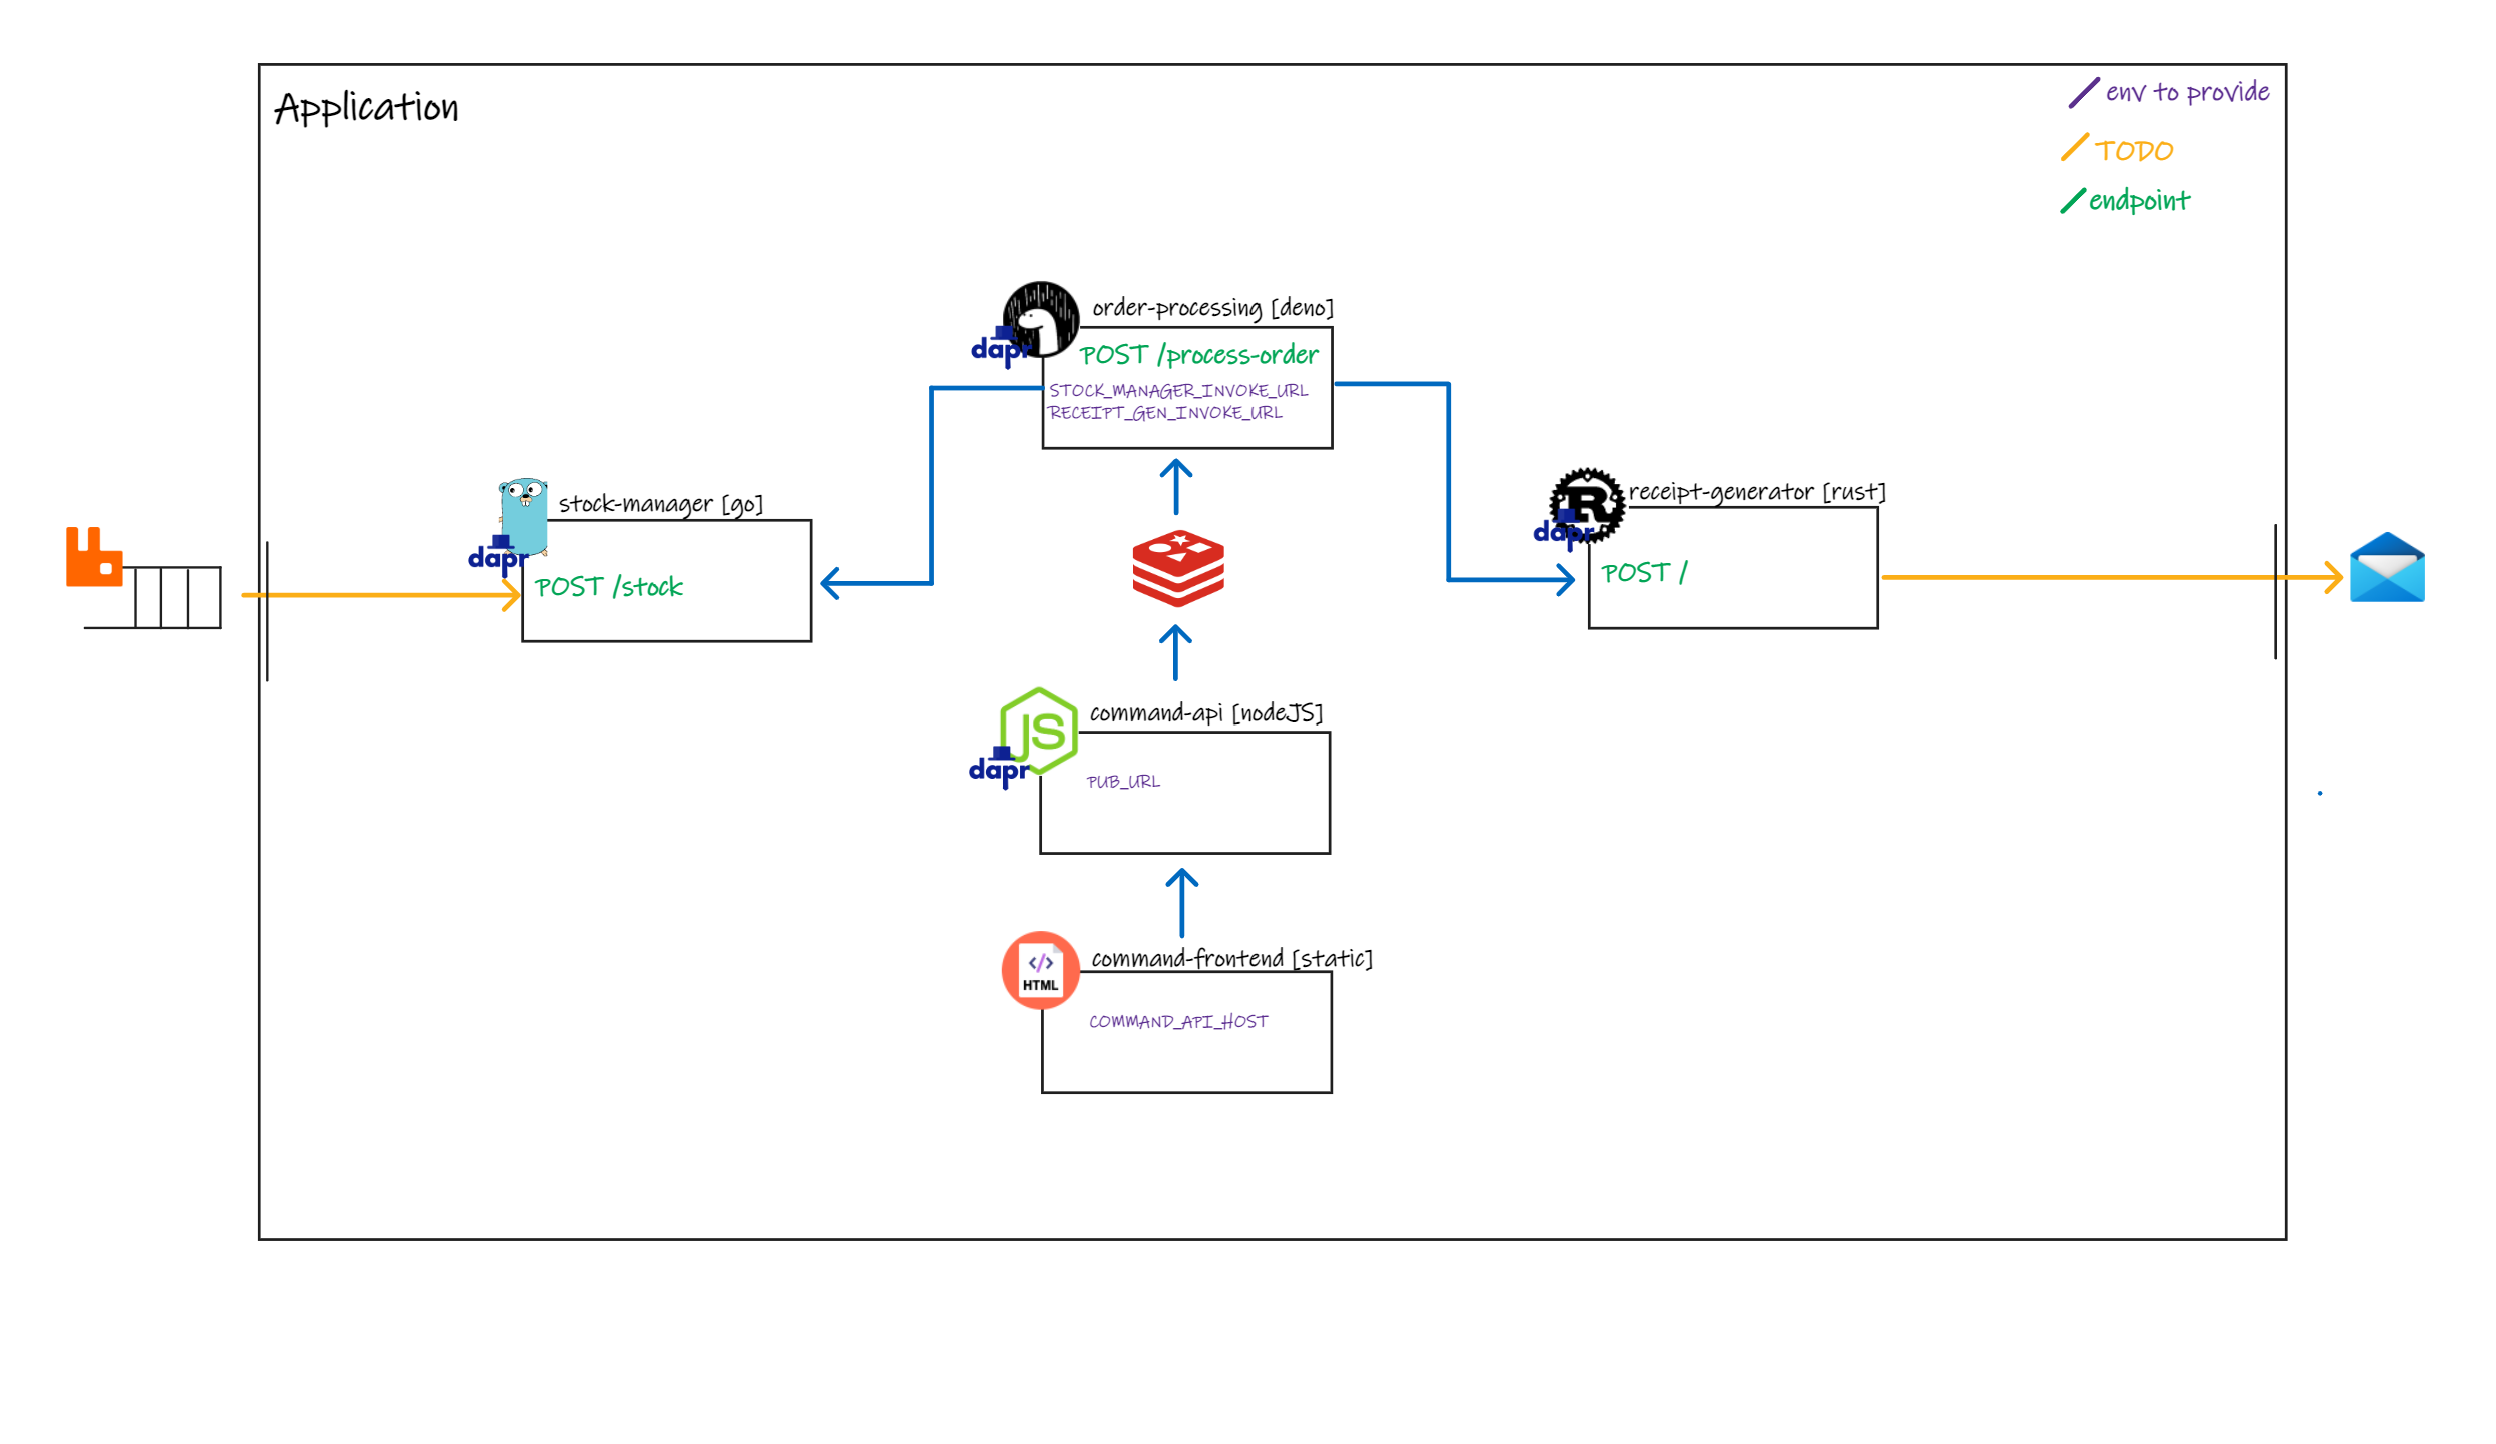 Application
env to provide
TODO
endpoint
order-processing [deno]
dapr
POST /process-order
STOCK_MANAGER_INVOKE_URL
RECEIPT_GEN_INVOKE_URL
stock-manager [go]
dapr
POST /stock
receipt-generator [rust]
R
dapr
POST /
command-api [nodeJS]
JS
dapr
PUB_URL
command-frontend [static]
</>
HTML
COMMAND_API_HOST